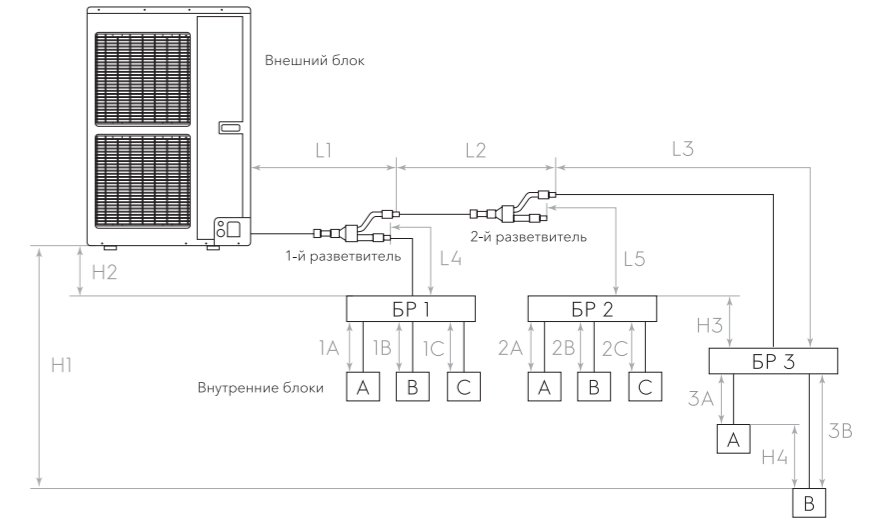 Внешний блок
L1
L2
L3
1-й разветвитель
2-й разветвитель
L4
L5
H2
H1
H3
БР 1
БР 2
БР 3
1A
1B
1C
2A
2B
2C
Внутренние блоки
A
B
C
A
B
C
3A
3B
A
H4
B